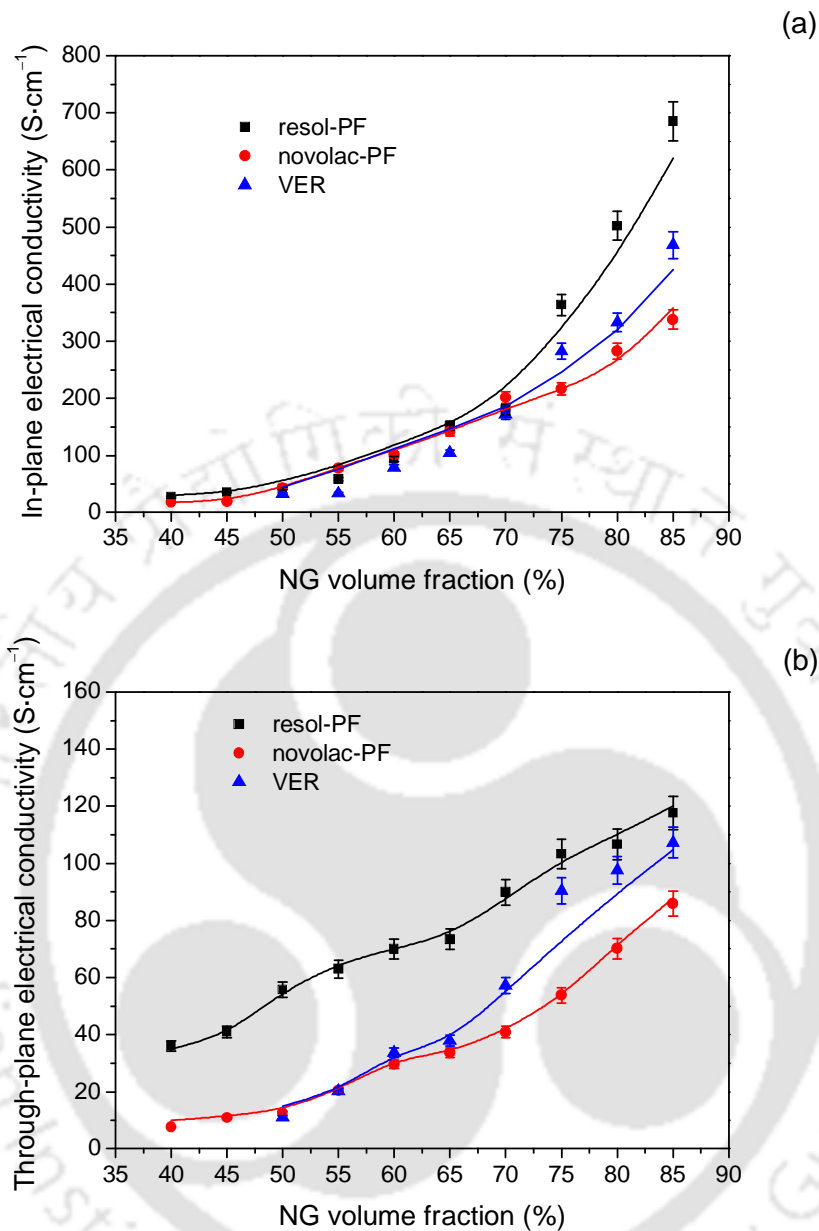 (a)
800
700
600
500
400
300
200
100
0
In-plane electrical conductivity (S·cm⁻¹)
resol-PF
novolac-PF
VER
35 40 45 50 55 60 65 70 75 80 85 90
NG volume fraction (%)
(b)
160
140
120
100
80
60
40
20
0
Through-plane electrical conductivity (S·cm⁻¹)
resol-PF
novolac-PF
VER
35 40 45 50 55 60 65 70 75 80 85 90
NG volume fraction (%)